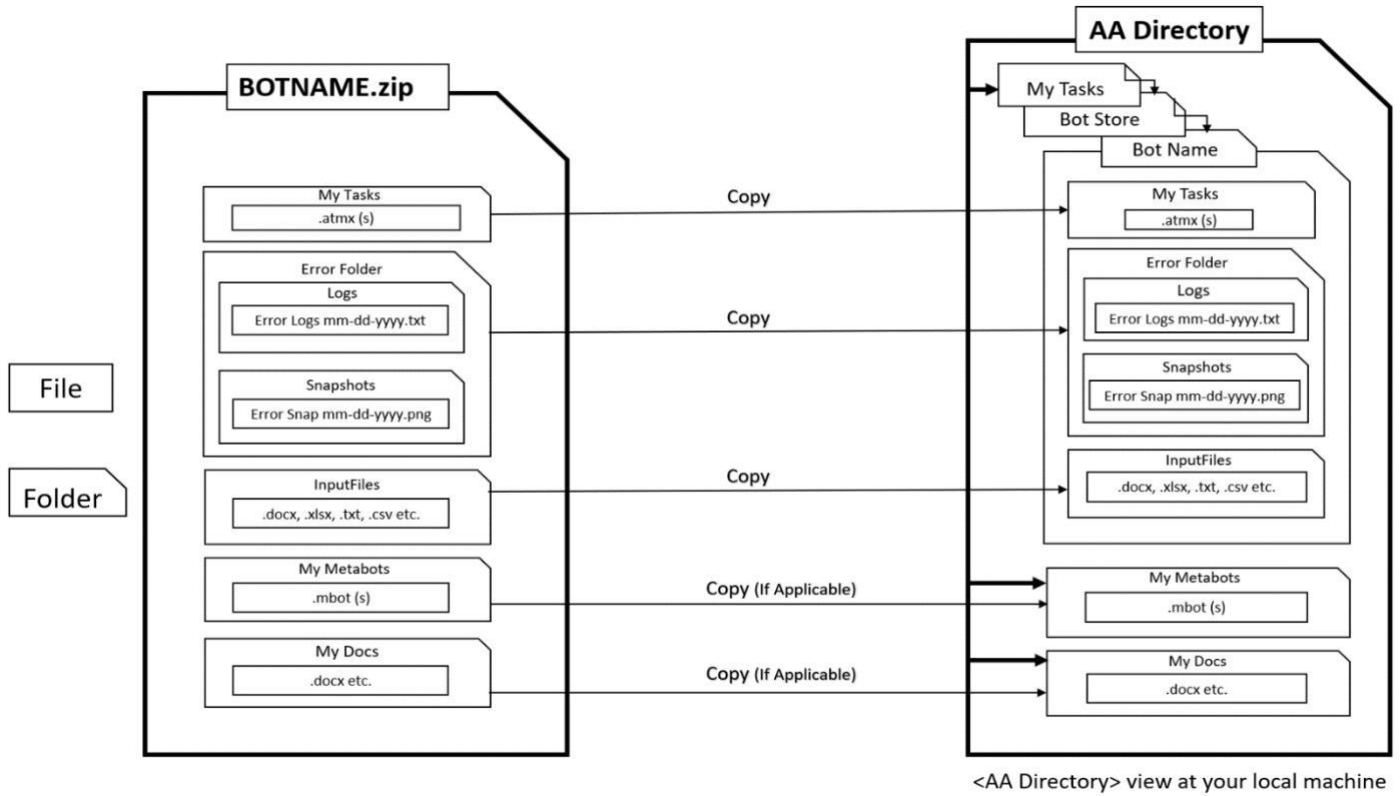 BOTNAME.zip
My Tasks
.atmx (s)
Error Folder
Logs
Error Logs mm-dd-yyyy.txt
Snapshots
Error Snap mm-dd-yyyy.png
InputFiles
.docx, .xlsx, .txt, .csv etc.
My Metabots
.mbot (s)
My Docs
.docx etc.
File
Folder
Copy
Copy
Copy
Copy (If Applicable)
Copy (If Applicable)
AA Directory
My Tasks
Bot Store
Bot Name
My Tasks
.atmx (s)
Error Folder
Logs
Error Logs mm-dd-yyyy.txt
Snapshots
Error Snap mm-dd-yyyy.png
InputFiles
.docx, .xlsx, .txt, .csv etc.
My Metabots
.mbot (s)
My Docs
.docx etc.
<AA Directory> view at your local machine